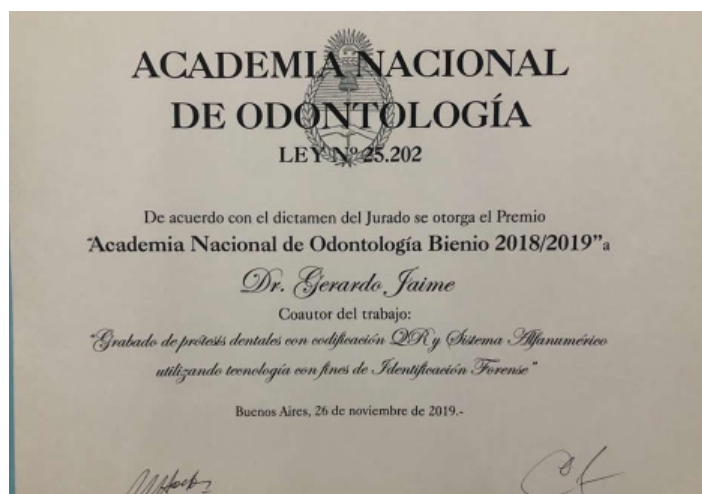 ACADEMIA NACIONAL
DE ODONTOLOGÍA
LEY Nº 25.202
De acuerdo con el dictamen del Jurado se otorga el Premio
“Academia Nacional de Odontología Bienio 2018/2019” a
Dr. Gerardo Jaime
Coautor del trabajo:
“Grabado de prótesis dentales con codificación QR y Sistema Alfanumérico
utilizando tecnología con fines de Identificación Forense”
Buenos Aires, 26 de noviembre de 2019.-